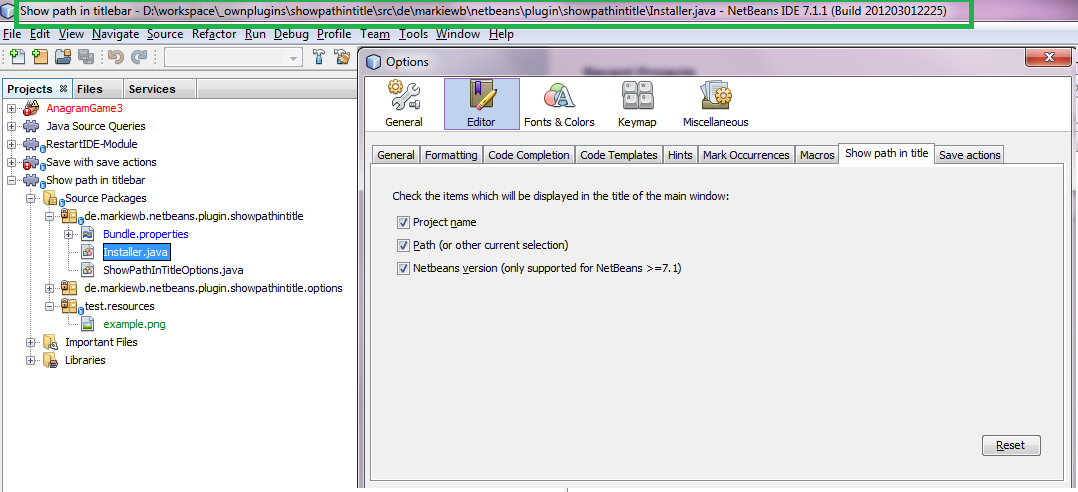 Show path in titlebar - D:\workspace\_ownplugins\showpathintitle\src\de\markiewb\netbeans\plugin\showpathintitle\Installer.java - NetBeans IDE 7.1.1 (Build 201203012225)
File Edit View Navigate Source Refactor Run Debug Profile Team Tools Window Help
Projects Files Services
AnagramGame3
Java Source Queries
RestartIDE-Module
Save with save actions
Show path in titlebar
Source Packages
de.markiewb.netbeans.plugin.showpathintitle
Bundle.properties
Installer.java
ShowPathInTitleOptions.java
de.markiewb.netbeans.plugin.showpathintitle.options
test.resources
example.png
Important Files
Libraries
Options
General Editor Fonts & Colors Keymap Miscellaneous
General Formatting Code Completion Code Templates Hints Mark Occurrences Macros Show path in title Save actions
Check the items which will be displayed in the title of the main window:
Project name
Path (or other current selection)
Netbeans version (only supported for NetBeans >=7.1)
Reset